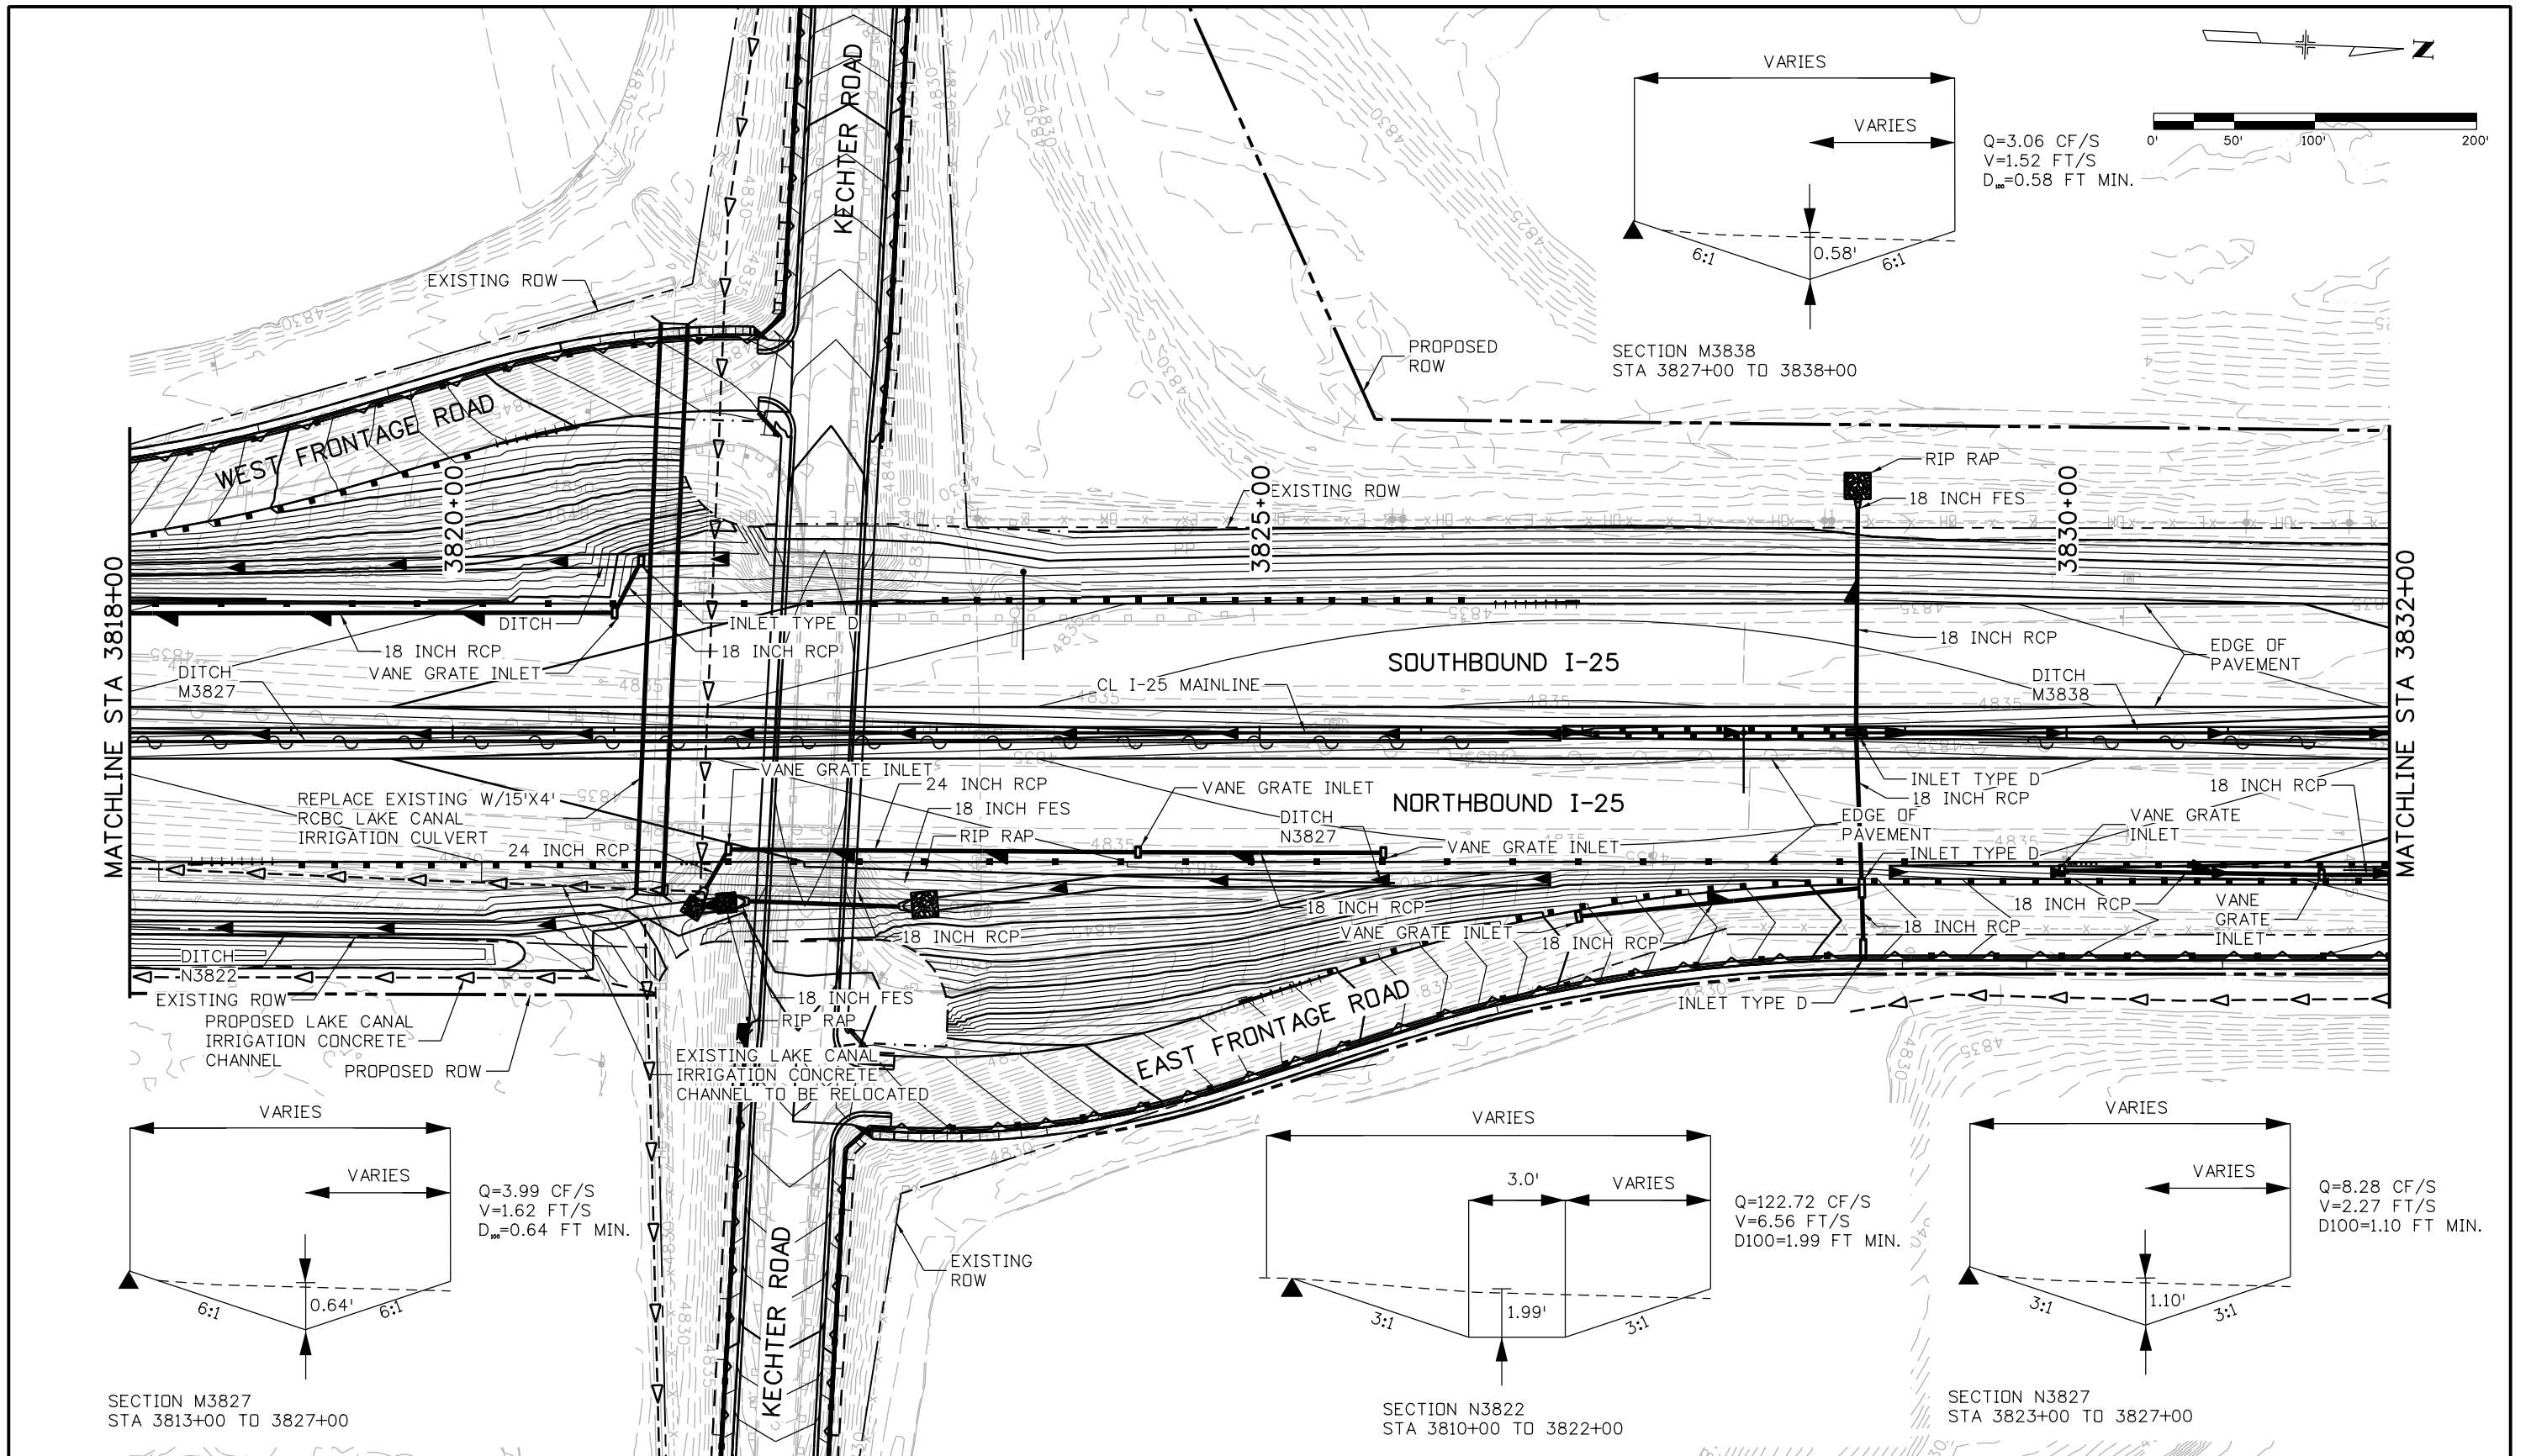 VARIES
VARIES
Q=3.06 CF/S
V=1.52 FT/S
D₁₀₀=0.58 FT MIN.
0.58'
6:1
6:1
SECTION M3838
STA 3827+00 TO 3838+00
N
0'
50'
100'
200'
KECHTER ROAD
EXISTING ROW
PROPOSED
ROW
WEST FRONTAGE ROAD
3820+00
3825+00
3830+00
EXISTING ROW
RIP RAP
18 INCH FES
MATCHLINE STA 3818+00
MATCHLINE STA 3832+00
DITCH
INLET TYPE D
18 INCH RCP
18 INCH RCP
VANE GRATE INLET
DITCH
M3827
18 INCH RCP
EDGE OF
PAVEMENT
SOUTHBOUND I-25
CL I-25 MAINLINE
DITCH
M3838
VANE GRATE INLET
24 INCH RCP
18 INCH FES
RIP RAP
VANE GRATE INLET
NORTHBOUND I-25
DITCH
N3827
VANE GRATE INLET
INLET TYPE D
18 INCH RCP
EDGE OF
PAVEMENT
INLET TYPE D
18 INCH RCP
VANE GRATE
INLET
REPLACE EXISTING W/15'X4'
RCBC LAKE CANAL
IRRIGATION CULVERT
24 INCH RCP
18 INCH RCP
18 INCH RCP
VANE GRATE INLET
18 INCH RCP
18 INCH RCP
18 INCH RCP
VANE
GRATE
INLET
DITCH
N3822
EXISTING ROW
PROPOSED LAKE CANAL
IRRIGATION CONCRETE
CHANNEL
PROPOSED ROW
18 INCH FES
RIP RAP
EXISTING LAKE CANAL
IRRIGATION CONCRETE
CHANNEL TO BE RELOCATED
EAST FRONTAGE ROAD
INLET TYPE D
KECHTER ROAD
EXISTING
ROW
VARIES
VARIES
Q=3.99 CF/S
V=1.62 FT/S
D₁₀₀=0.64 FT MIN.
0.64'
6:1
6:1
SECTION M3827
STA 3813+00 TO 3827+00
VARIES
3.0'
VARIES
Q=122.72 CF/S
V=6.56 FT/S
D100=1.99 FT MIN.
1.99'
3:1
3:1
SECTION N3822
STA 3810+00 TO 3822+00
VARIES
VARIES
Q=8.28 CF/S
V=2.27 FT/S
D100=1.10 FT MIN.
1.10'
3:1
3:1
SECTION N3827
STA 3823+00 TO 3827+00
4830
4835
4825
4845